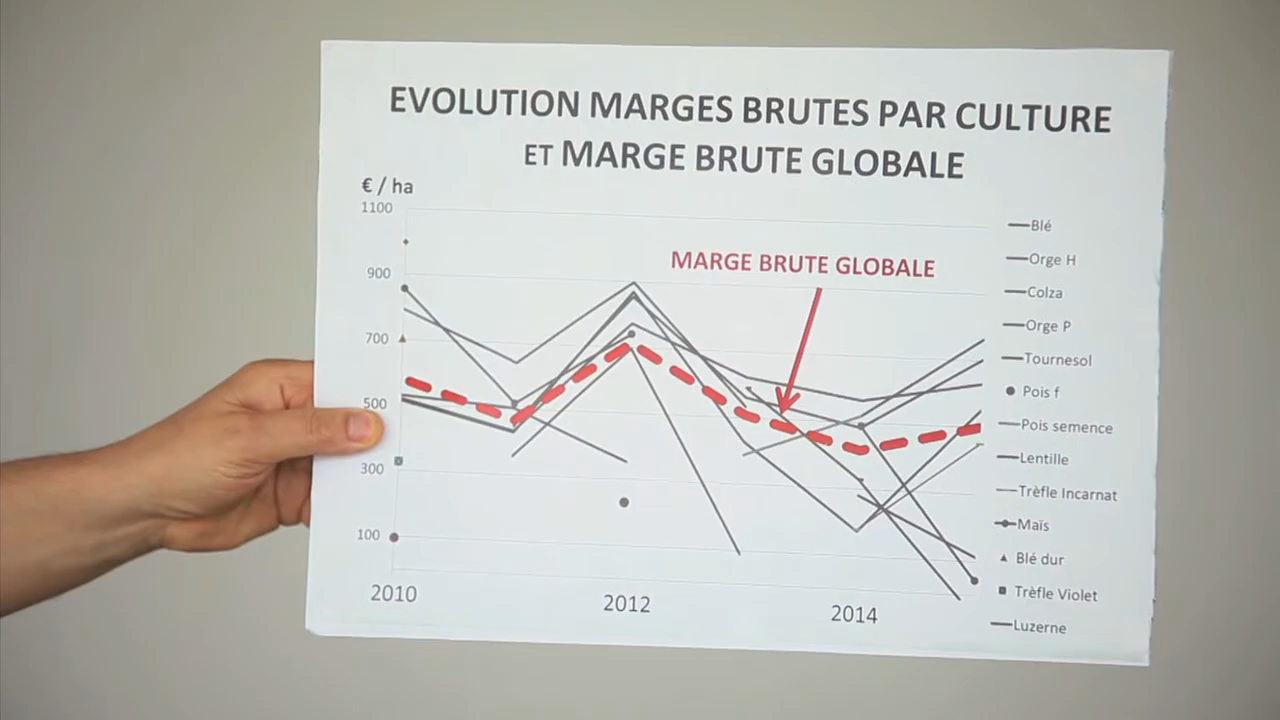 EVOLUTION MARGES BRUTES PAR CULTURE
ET MARGE BRUTE GLOBALE
€ / ha
1100
900
700
500
300
100
2010
2012
2014
MARGE BRUTE GLOBALE
Blé
Orge H
Colza
Orge P
Tournesol
Pois f
Pois semence
Lentille
Trèfle Incarnat
Maïs
Blé dur
Trèfle Violet
Luzerne